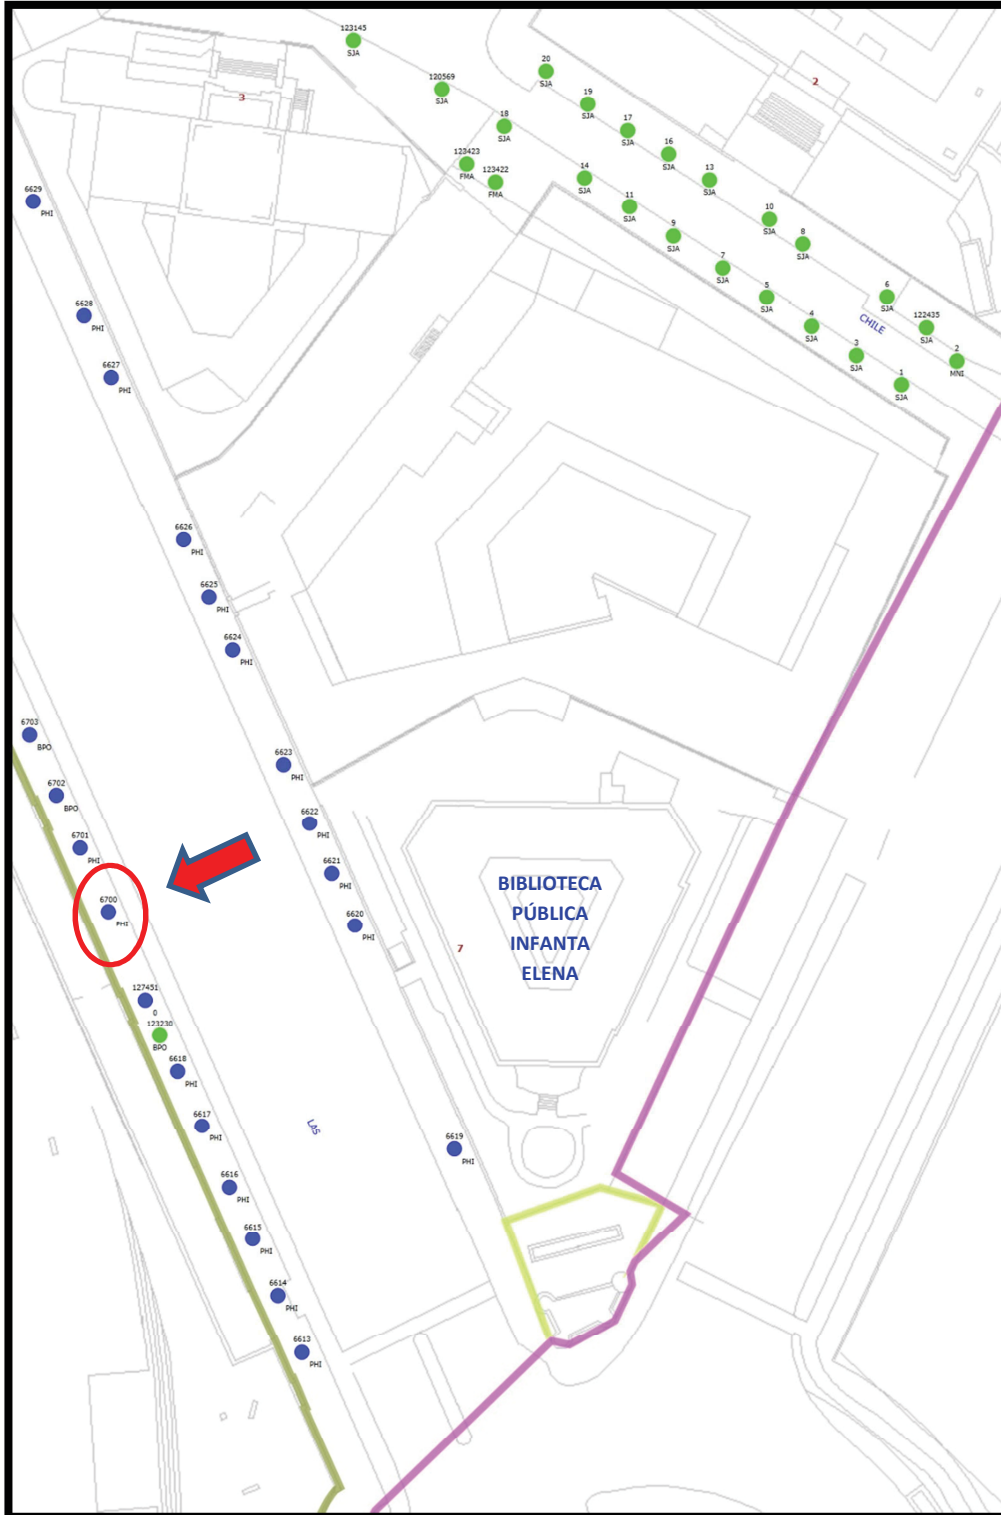 123145
SJA
120569
SJA
20
SJA
19
SJA
18
SJA
17
SJA
16
SJA
123423
FMA
123422
FMA
14
SJA
13
SJA
11
SJA
10
SJA
9
SJA
8
SJA
7
SJA
6
SJA
5
SJA
4
SJA
122435
SJA
3
SJA
2
MNI
1
SJA
CHILE
3
2
6629
PHI
6628
PHI
6627
PHI
6626
PHI
6625
PHI
6624
PHI
6623
PHI
6622
PHI
6621
PHI
6620
PHI
6703
BPO
6702
BPO
6701
PHI
6700
PHI
BIBLIOTECA
PÚBLICA
INFANTA
ELENA
7
127451
0
123230
BPO
6618
PHI
6617
PHI
6616
PHI
6615
PHI
6614
PHI
6613
PHI
LAS
6619
PHI